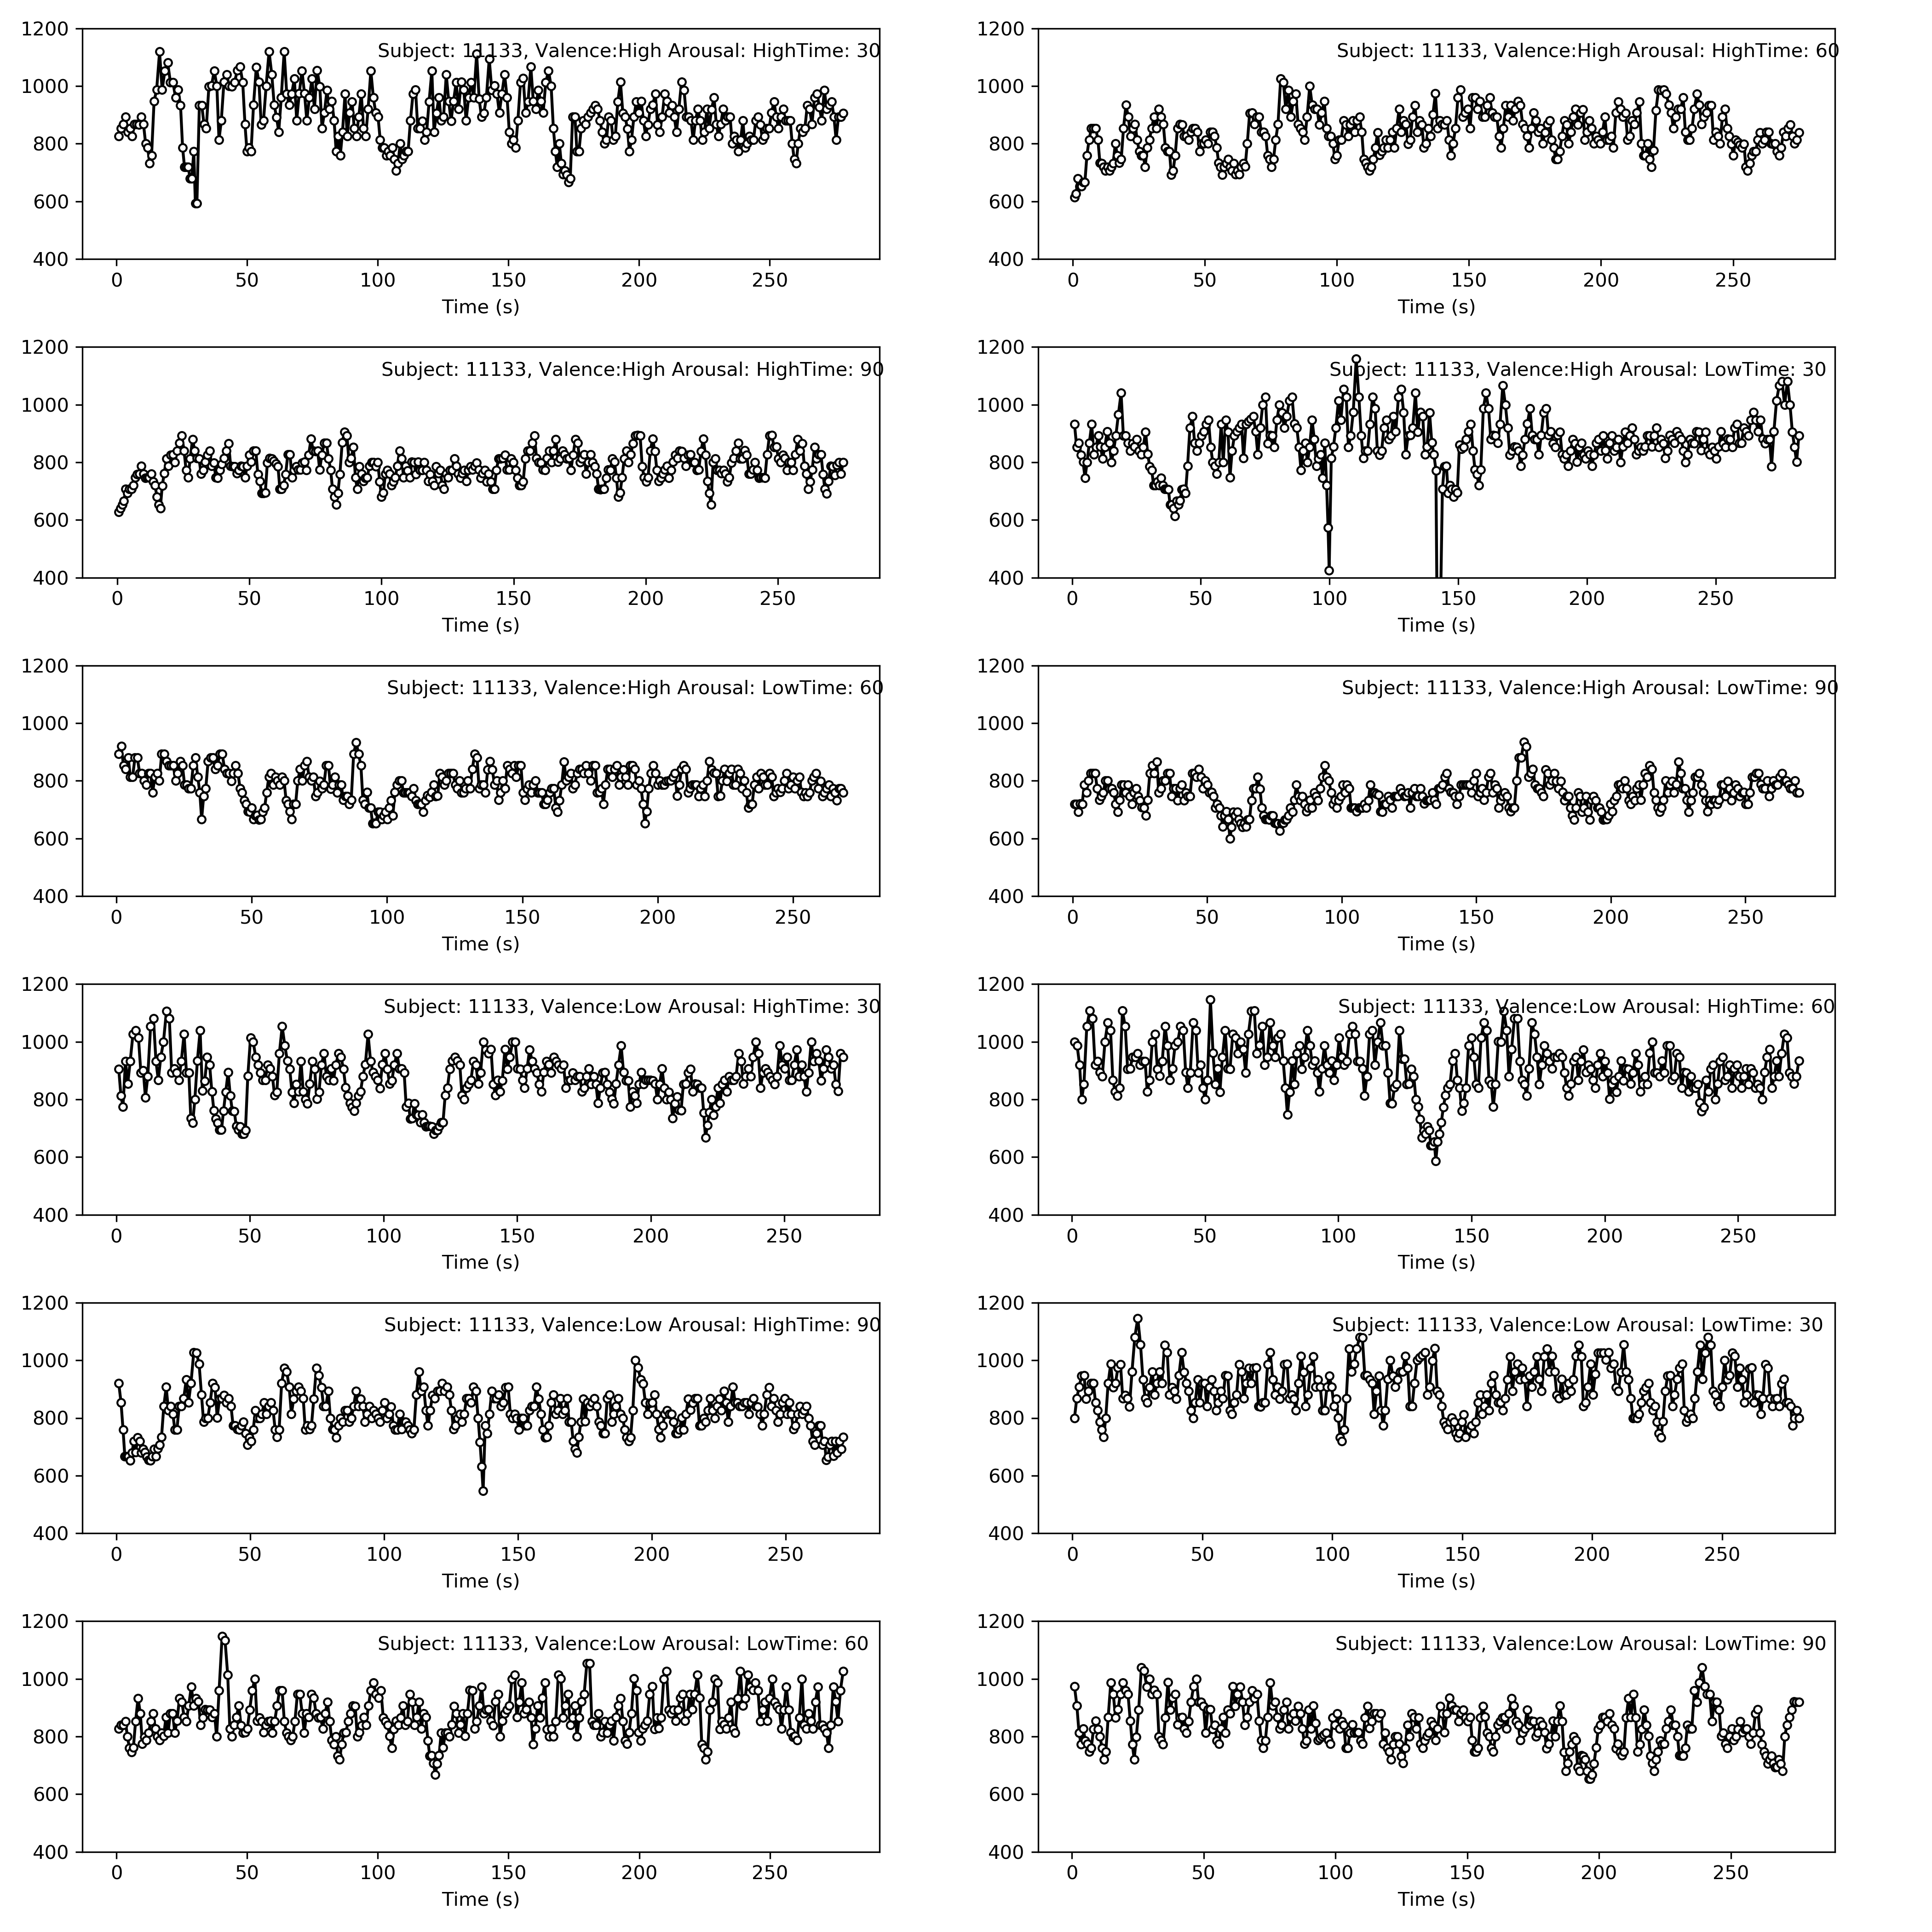 Subject: 11133, Valence:High Arousal: HighTime: 30
1200
1000
800
600
400
0 50 100 150 200 250
Time (s)
Subject: 11133, Valence:High Arousal: HighTime: 60
1200
1000
800
600
400
0 50 100 150 200 250
Time (s)
Subject: 11133, Valence:High Arousal: HighTime: 90
1200
1000
800
600
400
0 50 100 150 200 250
Time (s)
Subject: 11133, Valence:High Arousal: LowTime: 30
1200
1000
800
600
400
0 50 100 150 200 250
Time (s)
Subject: 11133, Valence:High Arousal: LowTime: 60
1200
1000
800
600
400
0 50 100 150 200 250
Time (s)
Subject: 11133, Valence:High Arousal: LowTime: 90
1200
1000
800
600
400
0 50 100 150 200 250
Time (s)
Subject: 11133, Valence:Low Arousal: HighTime: 30
1200
1000
800
600
400
0 50 100 150 200 250
Time (s)
Subject: 11133, Valence:Low Arousal: HighTime: 60
1200
1000
800
600
400
0 50 100 150 200 250
Time (s)
Subject: 11133, Valence:Low Arousal: HighTime: 90
1200
1000
800
600
400
0 50 100 150 200 250
Time (s)
Subject: 11133, Valence:Low Arousal: LowTime: 30
1200
1000
800
600
400
0 50 100 150 200 250
Time (s)
Subject: 11133, Valence:Low Arousal: LowTime: 60
1200
1000
800
600
400
0 50 100 150 200 250
Time (s)
Subject: 11133, Valence:Low Arousal: LowTime: 90
1200
1000
800
600
400
0 50 100 150 200 250
Time (s)